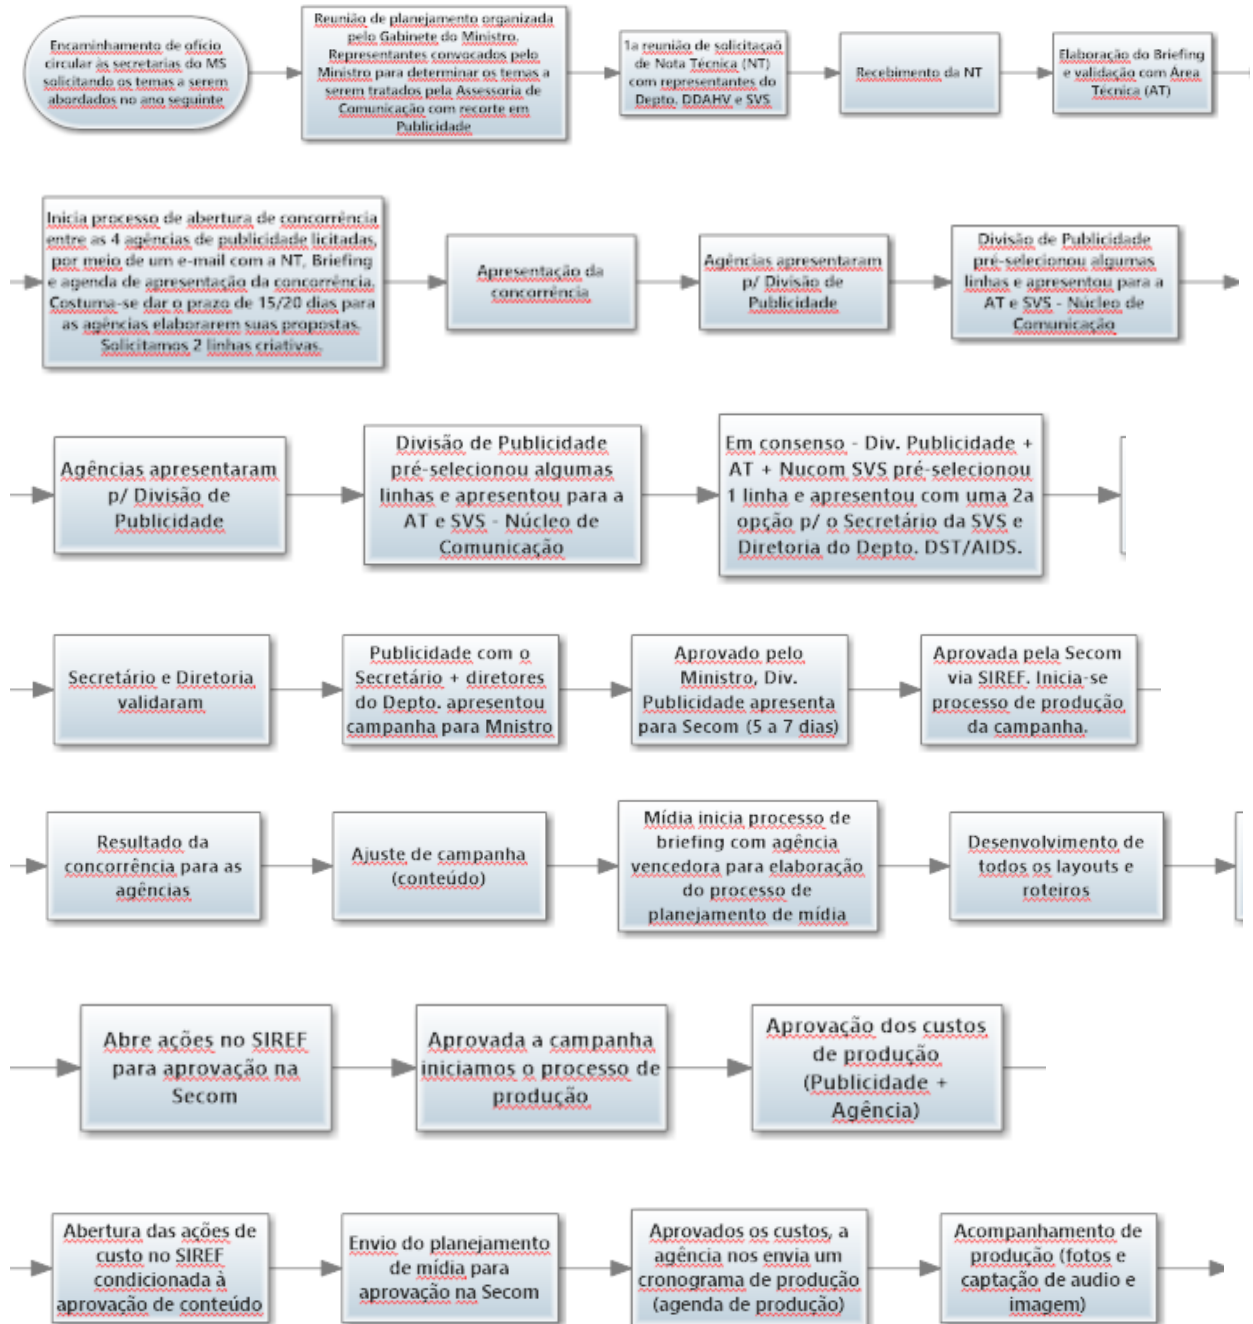 Encaminhamento de ofício
circular às secretarias do MS
solicitando os temas a serem
abordados no ano seguinte
Reunião de planejamento organizada
pelo Gabinete do Ministro.
Representantes convocados pelo
Ministro para determinar os temas a
serem tratados pela Assessoria de
Comunicação com recorte em
Publicidade
1a reunião de solicitaçaõ
de Nota Técnica (NT)
com representantes do
Depto. DDAHV e SVS
Recebimento da NT
Elaboração do Briefing
e validação com Área
Técnica (AT)
Inicia processo de abertura de concorrência
entre as 4 agências de publicidade licitadas,
por meio de um e-mail com a NT, Briefing
e agenda de apresentação da concorrência.
Costuma-se dar o prazo de 15/20 dias para
as agências elaborarem suas propostas.
Solicitamos 2 linhas criativas.
Apresentação da
concorrência
Agências apresentaram
p/ Divisão de
Publicidade
Divisão de Publicidade
pré-selecionou algumas
linhas e apresentou para a
AT e SVS - Núcleo de
Comunicação
Agências apresentaram
p/ Divisão de
Publicidade
Divisão de Publicidade
pré-selecionou algumas
linhas e apresentou para a
AT e SVS - Núcleo de
Comunicação
Em consenso - Div. Publicidade +
AT + Nucom SVS pré-selecionou
1 linha e apresentou com uma 2a
opção p/ o Secretário da SVS e
Diretoria do Depto. DST/AIDS.
Secretário e Diretoria
validaram
Publicidade com o
Secretário + diretores
do Depto. apresentou
campanha para Mnistro
Aprovado pelo
Ministro, Div.
Publicidade apresenta
para Secom (5 a 7 dias)
Aprovada pela Secom
via SIREF. Inicia-se
processo de produção
da campanha.
Resultado da
concorrência para as
agências
Ajuste de campanha
(conteúdo)
Mídia inicia processo de
briefing com agência
vencedora para elaboração
do processo de
planejamento de mídia
Desenvolvimento de
todos os layouts e
roteiros
Abre ações no SIREF
para aprovação na
Secom
Aprovada a campanha
iniciamos o processo de
produção
Aprovação dos custos
de produção
(Publicidade +
Agência)
Abertura das ações de
custo no SIREF
condicionada à
aprovação de conteúdo
Envio do planejamento
de mídia para
aprovação na Secom
Aprovados os custos, a
agência nos envia um
cronograma de produção
(agenda de produção)
Acompanhamento de
produção (fotos e
captação de audio e
imagem)